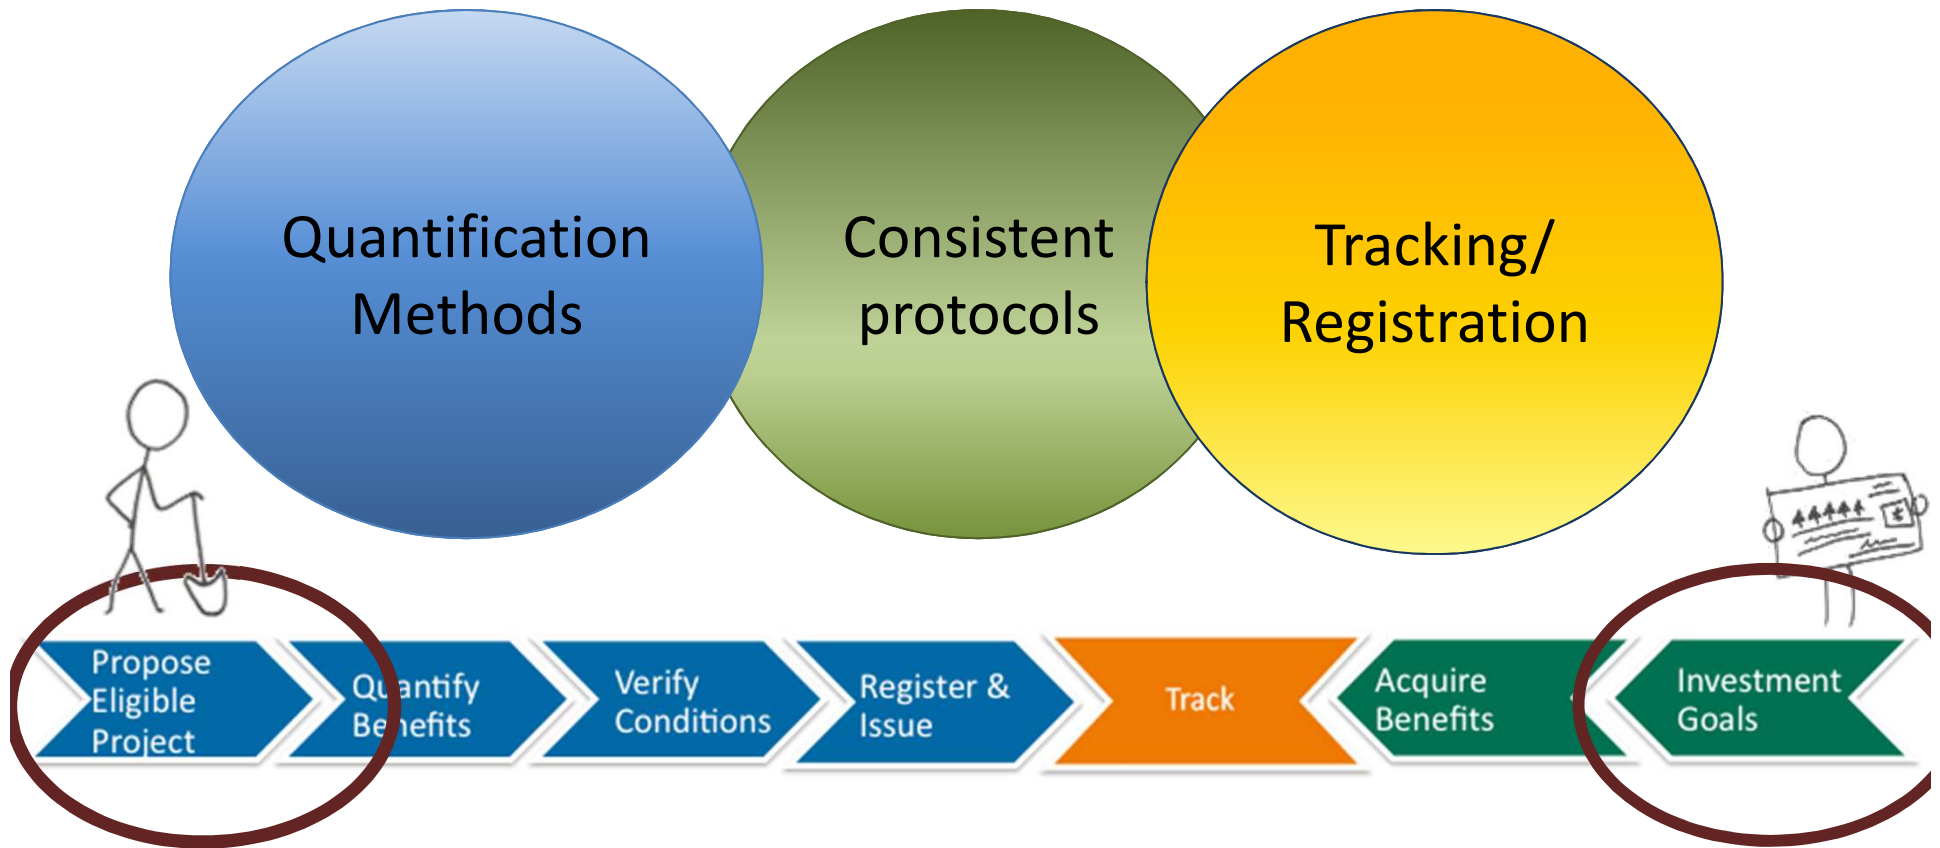 Quantification
Methods
Consistent
protocols
Tracking/
Registration
Propose
Eligible
Project
Quantify
Benefits
Verify
Conditions
Register &
Issue
Track
Acquire
Benefits
Investment
Goals